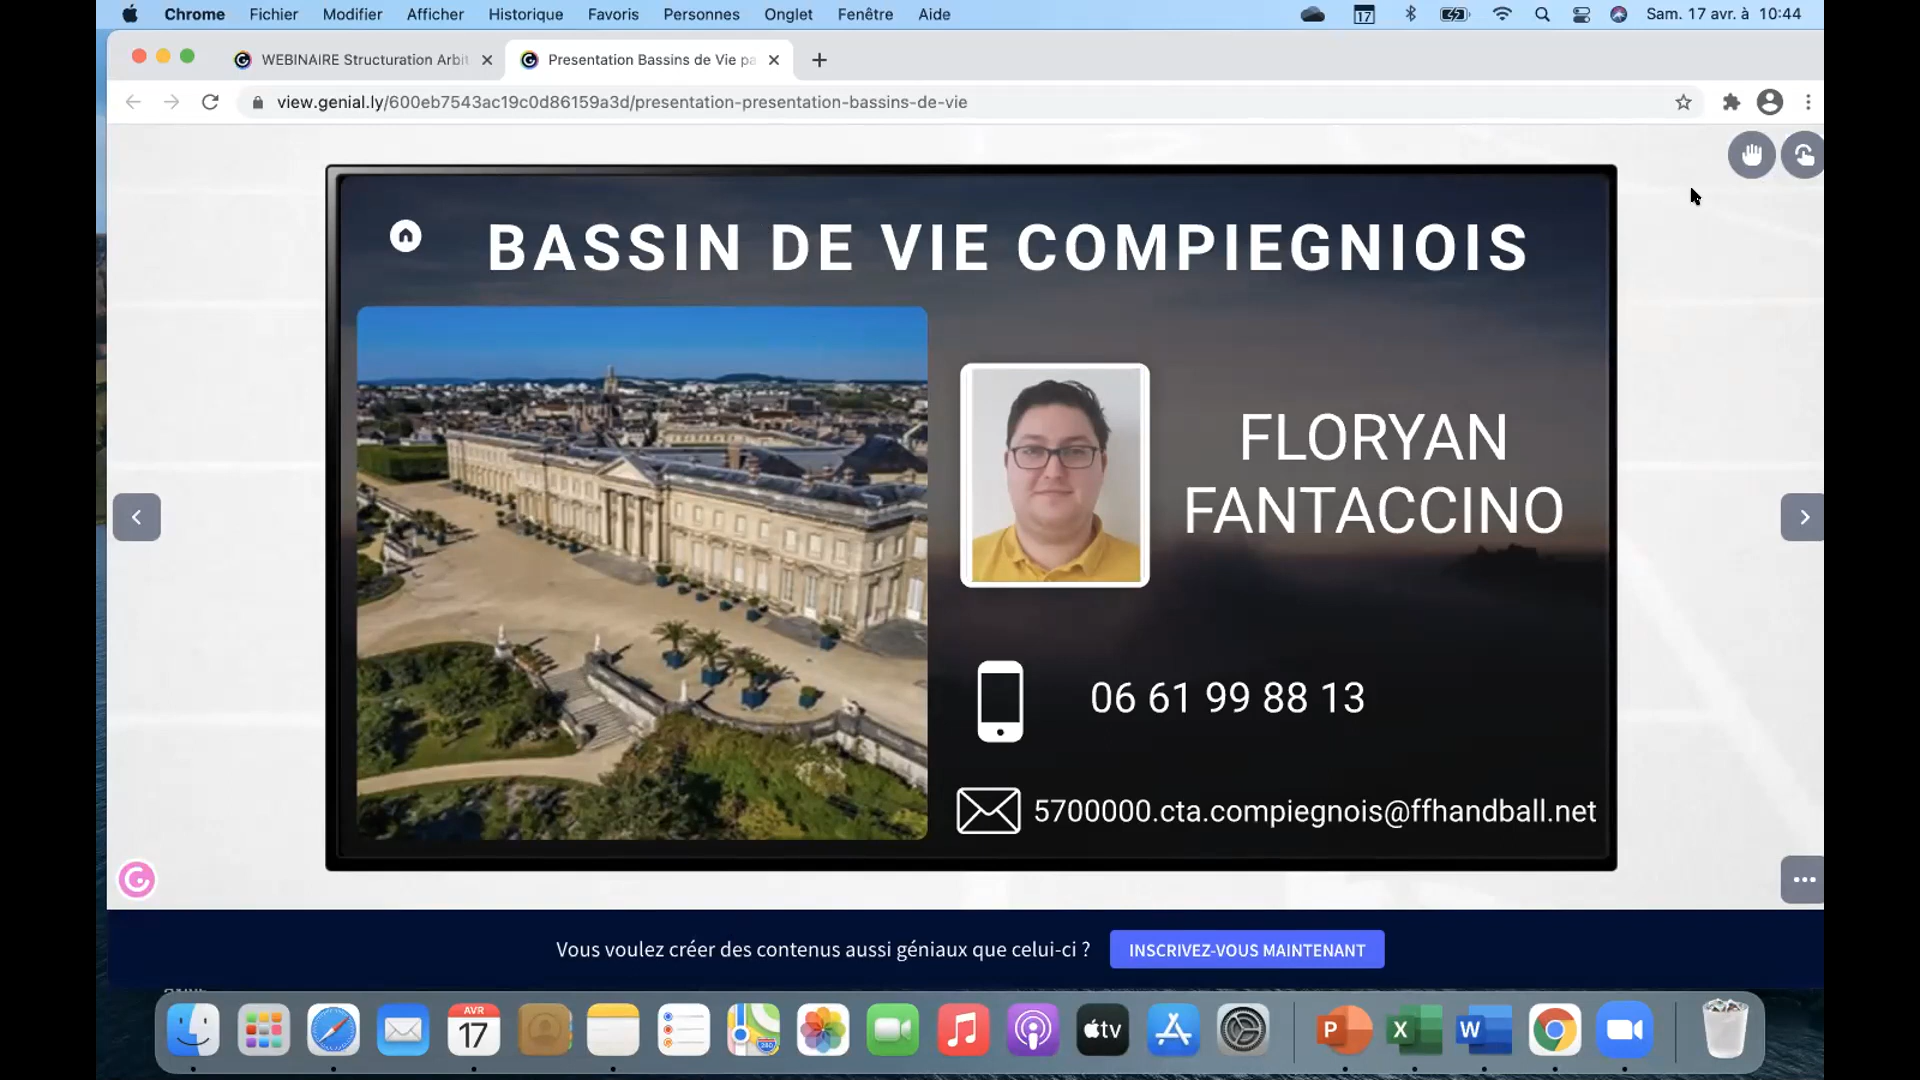 Chrome Fichier Modifier Afficher Historique Favoris Personnes Onglet Fenêtre Aide 17 Sam. 17 avr. à 10:44
WEBINAIRE Structuration Arbit
Presentation Bassins de Vie pa
view.genial.ly/600eb7543ac19c0d86159a3d/presentation-presentation-bassins-de-vie
BASSIN DE VIE COMPIEGNIOIS
FLORYAN
FANTACCINO
06 61 99 88 13
5700000.cta.compiegnois@ffhandball.net
Vous voulez créer des contenus aussi géniaux que celui-ci ? INSCRIVEZ-VOUS MAINTENANT
AVR
17
280
tv
P
X
W